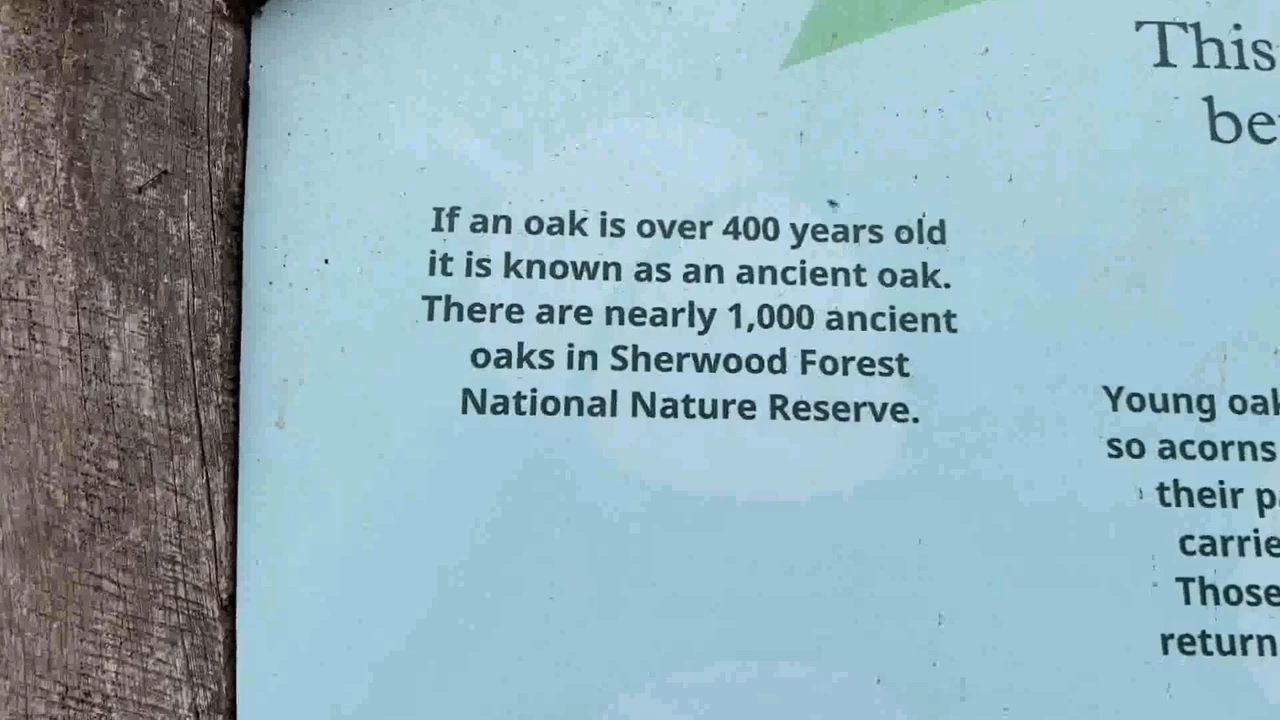 This
be
If an oak is over 400 years old
it is known as an ancient oak.
There are nearly 1,000 ancient
oaks in Sherwood Forest
National Nature Reserve.
Young oak
so acorns
their p
carrie
Those
return